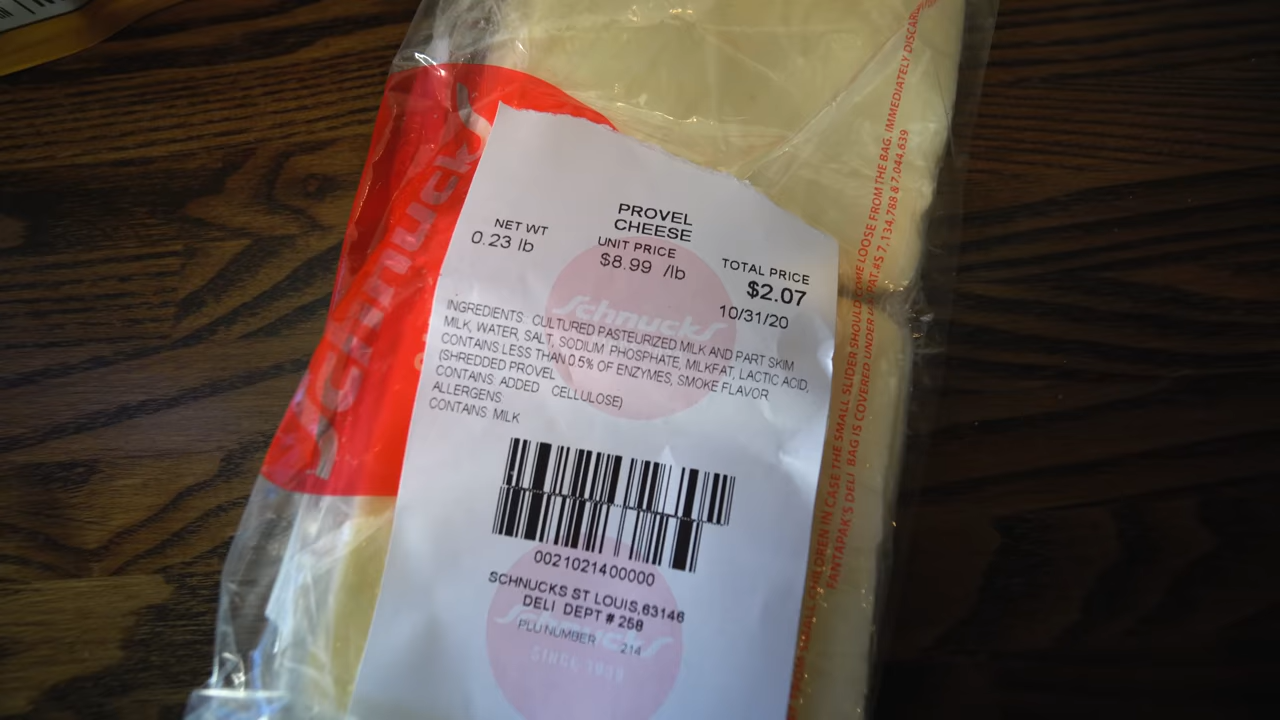 Schnucks
PROVEL
CHEESE
NET WT
0.23 lb
UNIT PRICE
$8.99 /lb
TOTAL PRICE
$2.07
10/31/20
Schnucks
INGREDIENTS: CULTURED PASTEURIZED MILK AND PART SKIM
MILK, WATER, SALT, SODIUM PHOSPHATE, MILKFAT, LACTIC ACID,
CONTAINS LESS THAN 0.5% OF ENZYMES, SMOKE FLAVOR
(SHREDDED PROVEL
CONTAINS ADDED CELLULOSE)
ALLERGENS
CONTAINS MILK
0021021400000
SCHNUCKS ST LOUIS,63146
DELI DEPT # 258
PLU NUMBER 214
Schnucks
SINCE 1939
CHILDREN IN CASE THE SMALL SLIDER SHOULD COME LOOSE FROM THE BAG. IMMEDIATELY DISCARD
FANTAPAK'S DELI BAG IS COVERED UNDER U PAT.#S 7,134,788 & 7,044,639